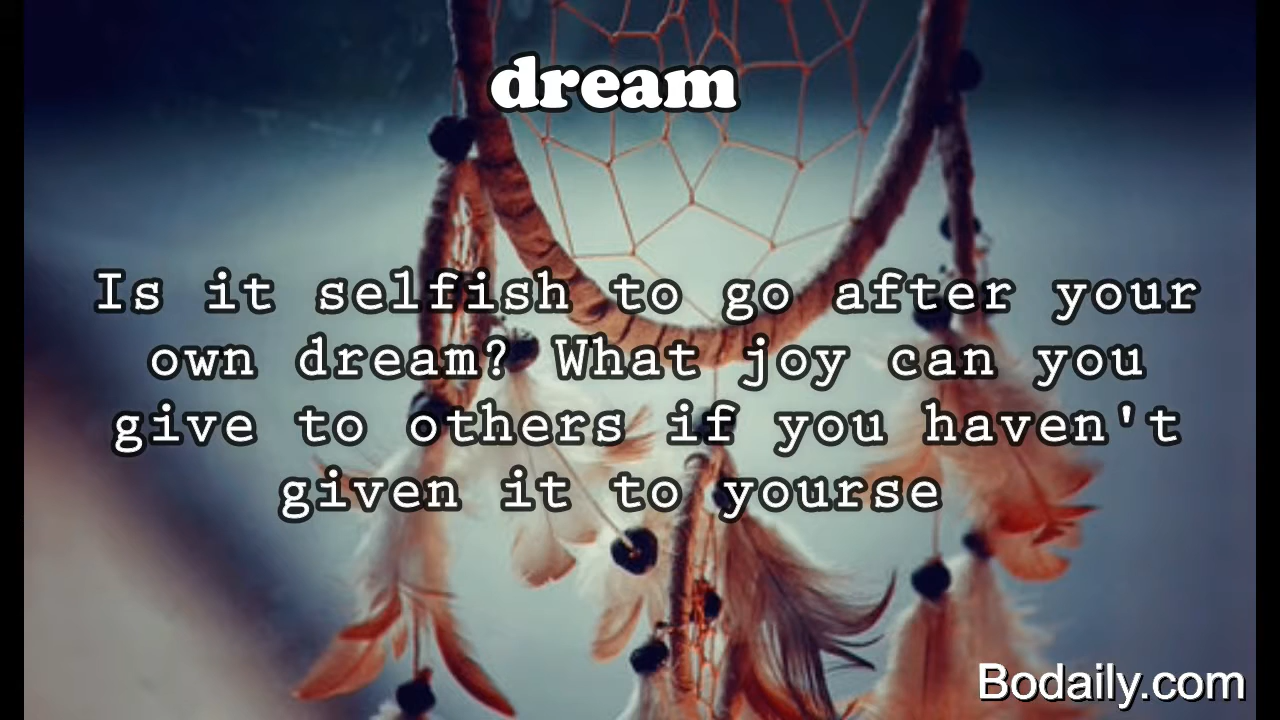 dream
Is it selfish to go after your
own dream? What joy can you
give to others if you haven't
given it to yourse
Bodaily.com